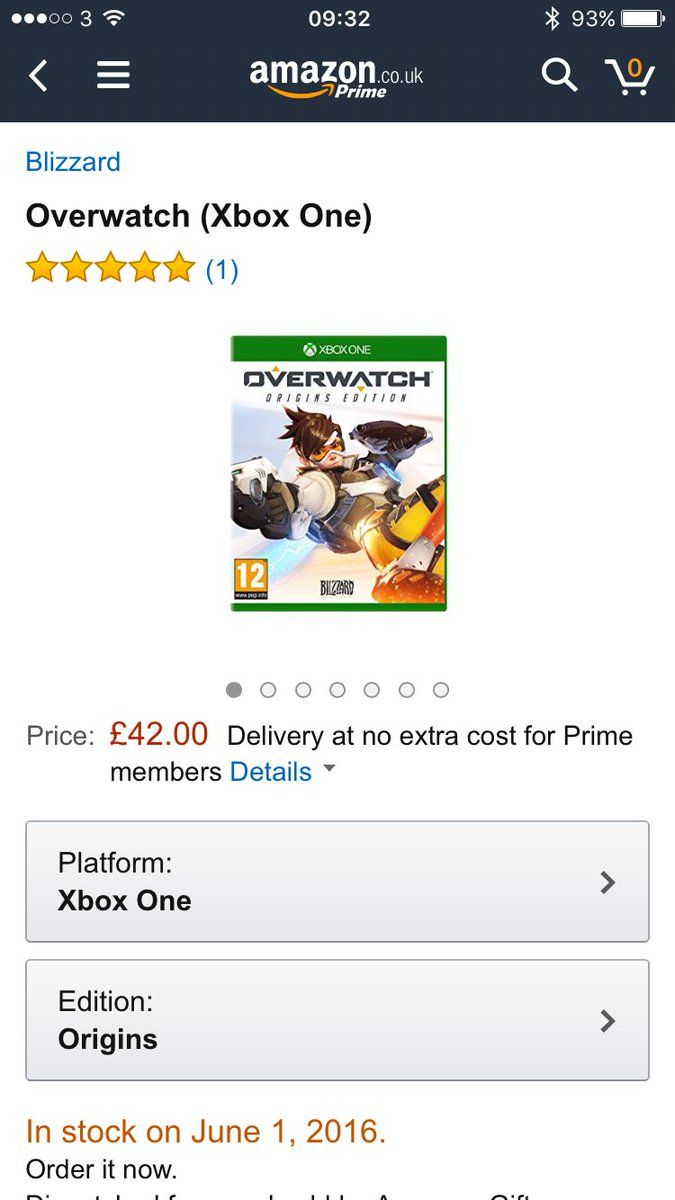 3 09:32 93%
amazon.co.uk
Prime
0
Blizzard
Overwatch (Xbox One)
(1)
XBOX ONE
OVERWATCH
ORIGINS EDITION
12
www.pegi.info
BLIZZARD
Price: £42.00 Delivery at no extra cost for Prime
members Details
Platform:
Xbox One
Edition:
Origins
In stock on June 1, 2016.
Order it now.